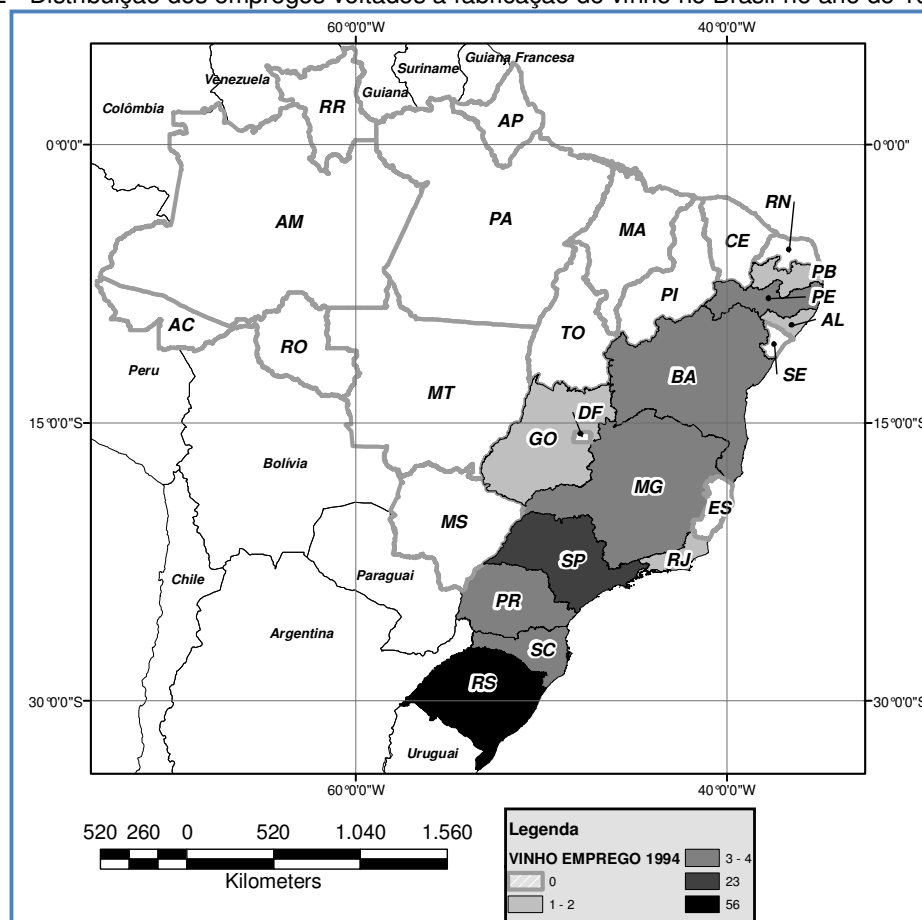 Distribuição dos empregos voltados à fabricação de vinho no Brasil no ano de
60°0'0"W 40°0'0"W
Guiana Francesa
Suriname
Venezuela
Guiana
Colômbia
RR
AP
0°0'0" 0°0'0"
RN
AM
PA
MA
CE
PB
PI
PE
AC
TO
AL
RO
Peru
BA
SE
MT
DF
15°0'0"S 15°0'0"S
GO
Bolívia
MG
ES
MS
SP
RJ
Chile
Paraguai
PR
Argentina
SC
RS
30°0'0"S 30°0'0"S
Uruguai
60°0'0"W 40°0'0"W
520 260 0 520 1.040 1.560
Kilometers
Legenda
VINHO EMPREGO 1994
0
1 - 2
3 - 4
23
56